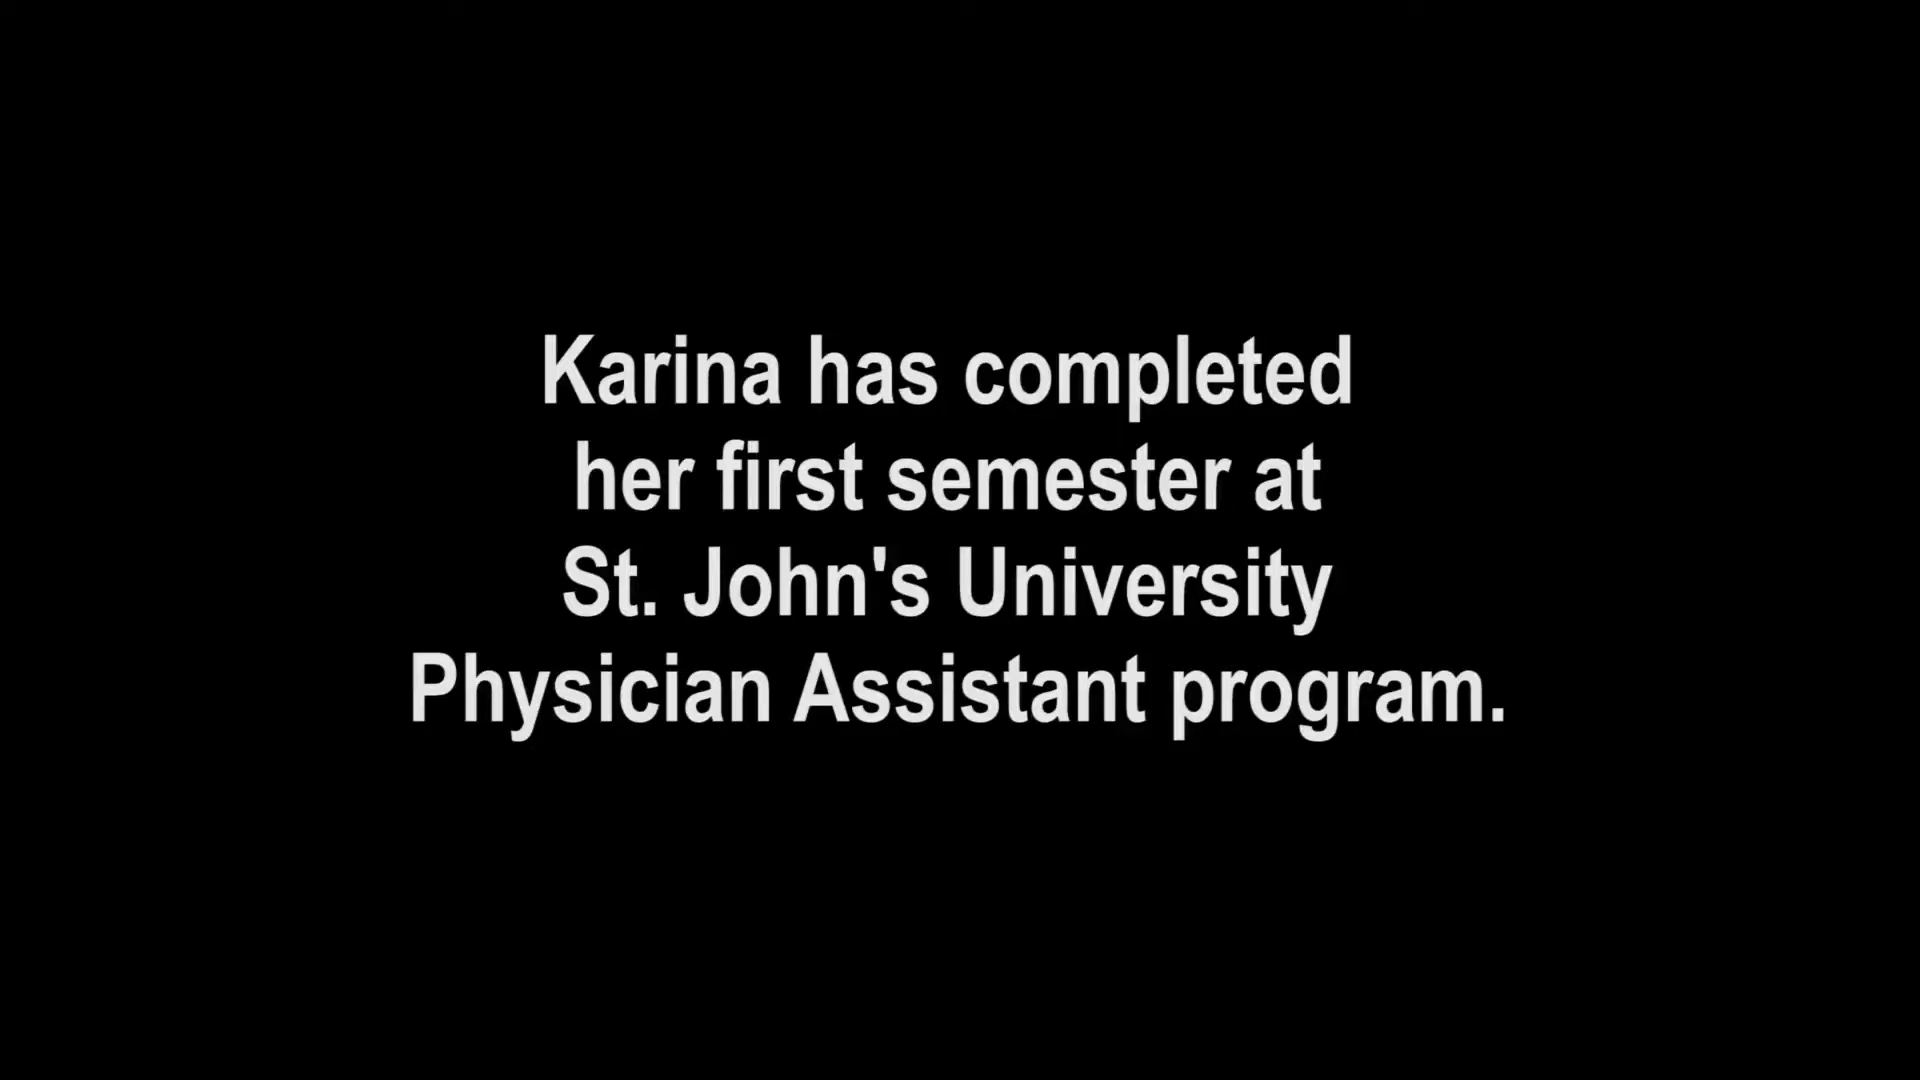 Karina has completed
her first semester at
St. John's University
Physician Assistant program.